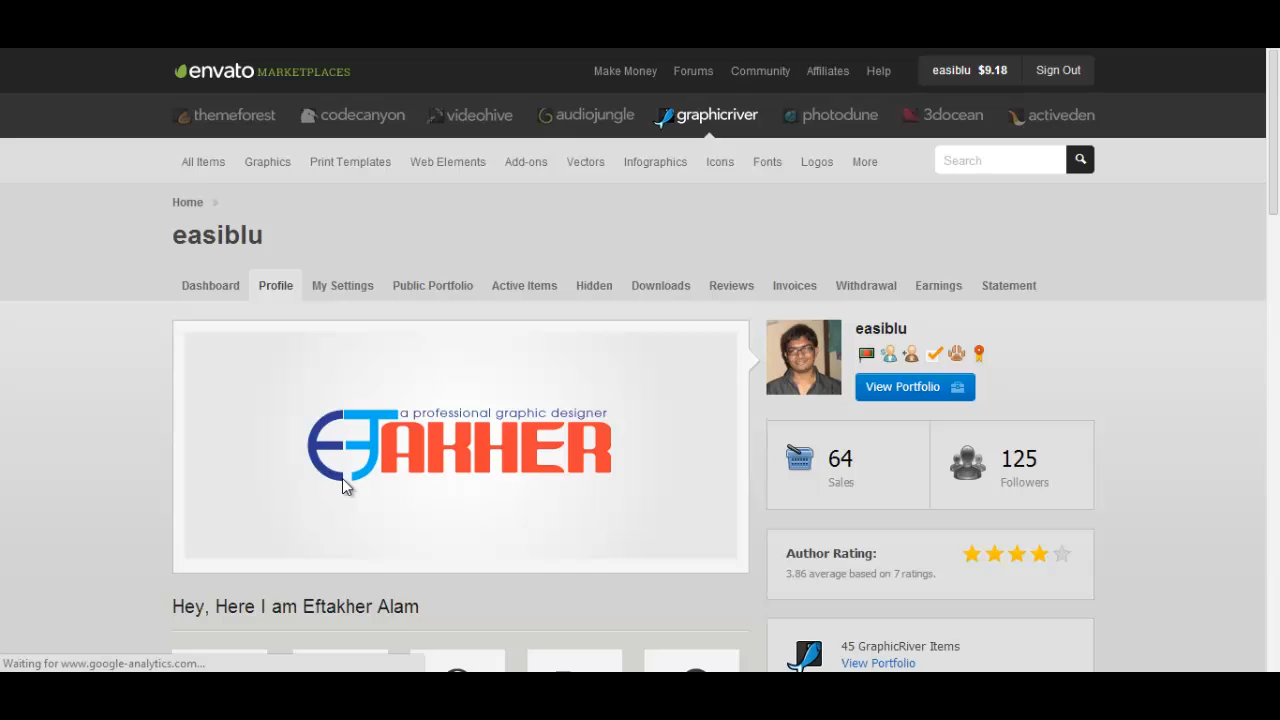 envato MARKETPLACES
Make Money Forums Community Affiliates Help easiblu $9.18 Sign Out
themeforest codecanyon videohive audiojungle graphicriver photodune 3docean activeden
All Items Graphics Print Templates Web Elements Add-ons Vectors Infographics Icons Fonts Logos More Search
Home »
easiblu
Dashboard Profile My Settings Public Portfolio Active Items Hidden Downloads Reviews Invoices Withdrawal Earnings Statement
easiblu
View Portfolio
a professional graphic designer
EFTAKHER
64
Sales
125
Followers
Author Rating:
3.86 average based on 7 ratings.
Hey, Here I am Eftakher Alam
45 GraphicRiver Items
View Portfolio
Waiting for www.google-analytics.com...